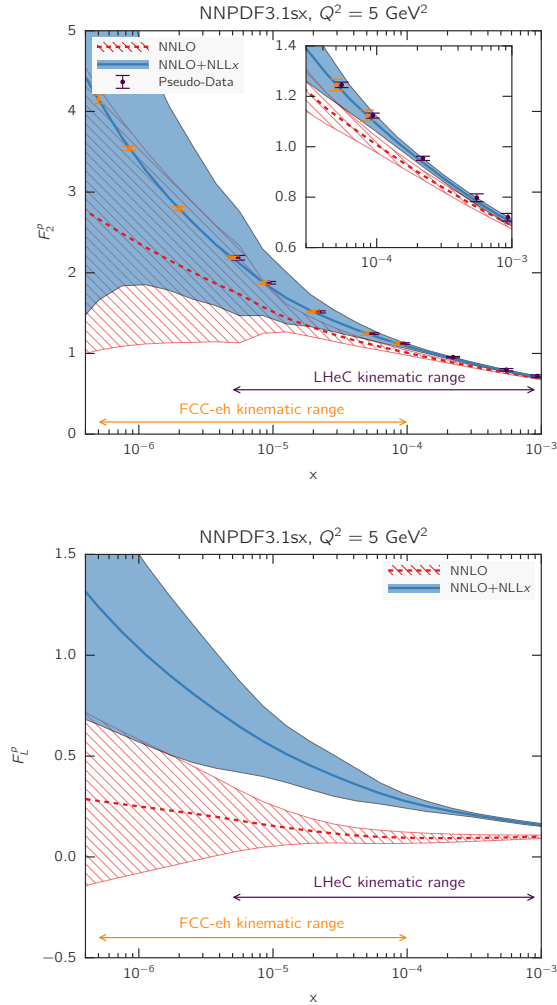 NNPDF3.1sx, Q² = 5 GeV²
NNLO
NNLO+NLLx
Pseudo-Data
5
4
3
2
1
0
F₂ᵖ
1.4
1.2
1.0
0.8
0.6
10⁻⁴
10⁻³
LHeC kinematic range
FCC-eh kinematic range
10⁻⁶
10⁻⁵
10⁻⁴
10⁻³
x
NNPDF3.1sx, Q² = 5 GeV²
NNLO
NNLO+NLLx
1.5
1.0
0.5
0.0
−0.5
F_Lᵖ
LHeC kinematic range
FCC-eh kinematic range
10⁻⁶
10⁻⁵
10⁻⁴
10⁻³
x